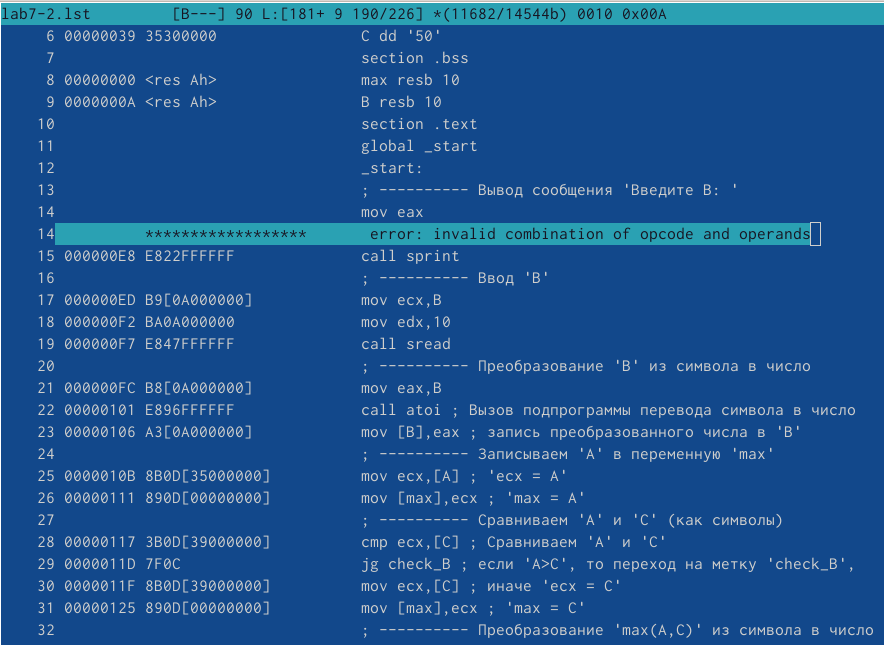 lab7-2.lst         [B---] 90 L:[181+ 9 190/226] *(11682/14544b) 0010 0x00A
     6 00000039 35300000                C dd '50'
     7                                  section .bss
     8 00000000 <res Ah>                max resb 10
     9 0000000A <res Ah>                B resb 10
    10                                  section .text
    11                                  global _start
    12                                  _start:
    13                                  ; ---------- Вывод сообщения 'Введите B: '
    14                                  mov eax
    14          ******************       error: invalid combination of opcode and operands
    15 000000E8 E822FFFFFF              call sprint
    16                                  ; ---------- Ввод 'B'
    17 000000ED B9[0A000000]            mov ecx,B
    18 000000F2 BA0A000000              mov edx,10
    19 000000F7 E847FFFFFF              call sread
    20                                  ; ---------- Преобразование 'B' из символа в число
    21 000000FC B8[0A000000]            mov eax,B
    22 00000101 E896FFFFFF              call atoi ; Вызов подпрограммы перевода символа в число
    23 00000106 A3[0A000000]            mov [B],eax ; запись преобразованного числа в 'B'
    24                                  ; ---------- Записываем 'A' в переменную 'max'
    25 0000010B 8B0D[35000000]          mov ecx,[A] ; 'ecx = A'
    26 00000111 890D[00000000]          mov [max],ecx ; 'max = A'
    27                                  ; ---------- Сравниваем 'A' и 'C' (как символы)
    28 00000117 3B0D[39000000]          cmp ecx,[C] ; Сравниваем 'A' и 'C'
    29 0000011D 7F0C                    jg check_B ; если 'A>C', то переход на метку 'check_B',
    30 0000011F 8B0D[39000000]          mov ecx,[C] ; иначе 'ecx = C'
    31 00000125 890D[00000000]          mov [max],ecx ; 'max = C'
    32                                  ; ---------- Преобразование 'max(A,C)' из символа в число